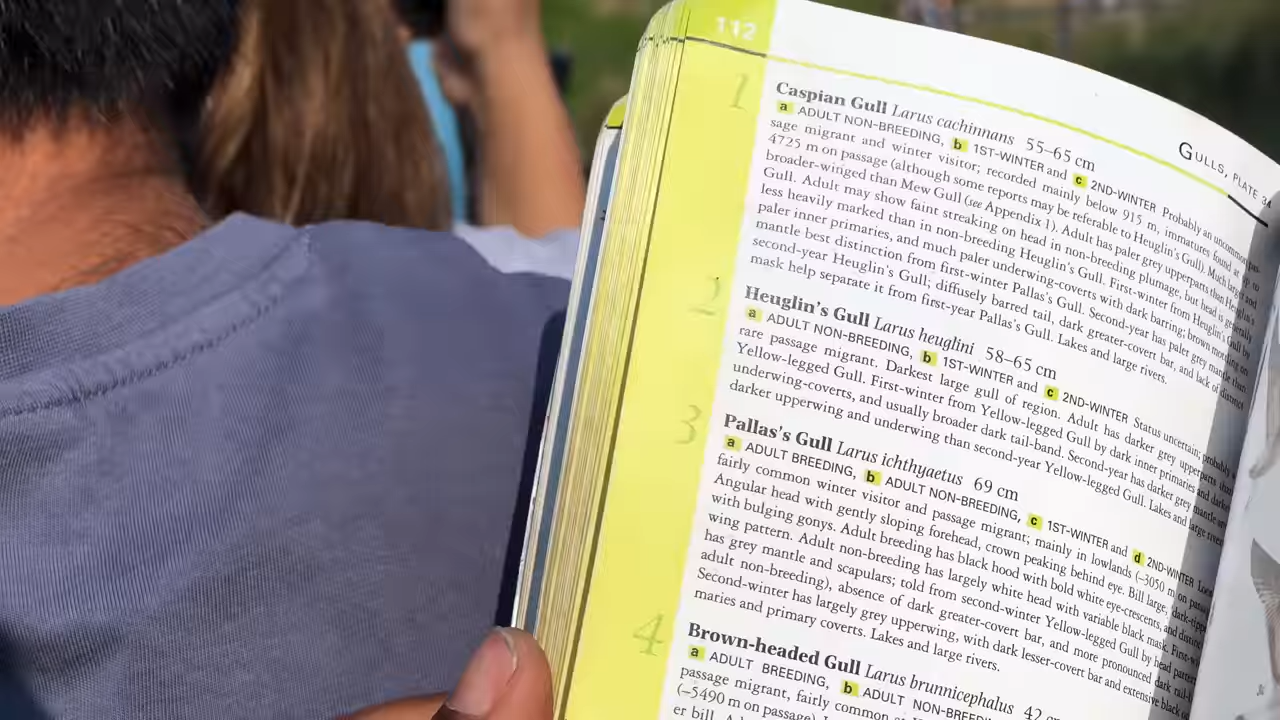 112
GULLS, PLATE 34
1
Caspian Gull Larus cachinnans 55–65 cm
a ADULT NON-BREEDING, b 1ST-WINTER and c 2ND-WINTER Probably an uncommon pas-
sage migrant and winter visitor; recorded mainly below 915 m, immatures found at up to
4725 m on passage (although some reports may be referable to Heuglin's Gull). Much larger and
broader-winged than Mew Gull (see Appendix 1). Adult has paler grey upperparts than Heuglin's
Gull. Adult may show faint streaking on head in non-breeding plumage, but head is generally
less heavily marked than in non-breeding Heuglin's Gull. First-winter from Heuglin's Gull by
paler inner primaries, and much paler underwing-coverts with dark barring; brown mottling on
mantle best distinction from first-winter Pallas's Gull. Second-year has paler grey mantle than
second-year Heuglin's Gull; diffusely barred tail, dark greater-covert bar, and lack of distinct
mask help separate it from first-year Pallas's Gull. Lakes and large rivers.
2
Heuglin's Gull Larus heuglini 58–65 cm
a ADULT NON-BREEDING, b 1ST-WINTER and c 2ND-WINTER Status uncertain; probably a
rare passage migrant. Darkest large gull of region. Adult has darker grey upperparts than
Yellow-legged Gull. First-winter from Yellow-legged Gull by dark inner primaries and darker
underwing-coverts, and usually broader dark tail-band. Second-year has darker grey mantle and
darker upperwing and underwing than second-year Yellow-legged Gull. Lakes and large rivers.
3
Pallas's Gull Larus ichthyaetus 69 cm
a ADULT BREEDING, b ADULT NON-BREEDING, c 1ST-WINTER and d 2ND-WINTER
fairly common winter visitor and passage migrant; mainly in lowlands (–3050 m on passage
Angular head with gently sloping forehead, crown peaking behind eye. Bill large, dark-tipped
with bulging gonys. Adult breeding has black hood with bold white eye-crescents, and distinctive
wing pattern. Adult non-breeding has largely white head with variable black mask. First-winter
has grey mantle and scapulars; told from second-winter Yellow-legged Gull by head pattern
adult non-breeding), absence of dark greater-covert bar, and more pronounced dark tail-
Second-winter has largely grey upperwing, with dark lesser-covert bar and extensive black
maries and primary coverts. Lakes and large rivers.
4
Brown-headed Gull Larus brunnicephalus 42
a ADULT BREEDING, b ADULT
passage migrant, fairly common
(–5490 m on passage).
er bill.